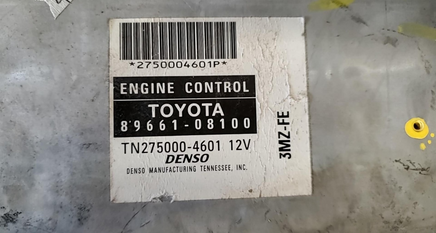 *2750004601P*
ENGINE CONTROL
TOYOTA
89661-08100
TN275000-4601 12V
DENSO
DENSO MANUFACTURING TENNESSEE, INC.
3MZ-FE